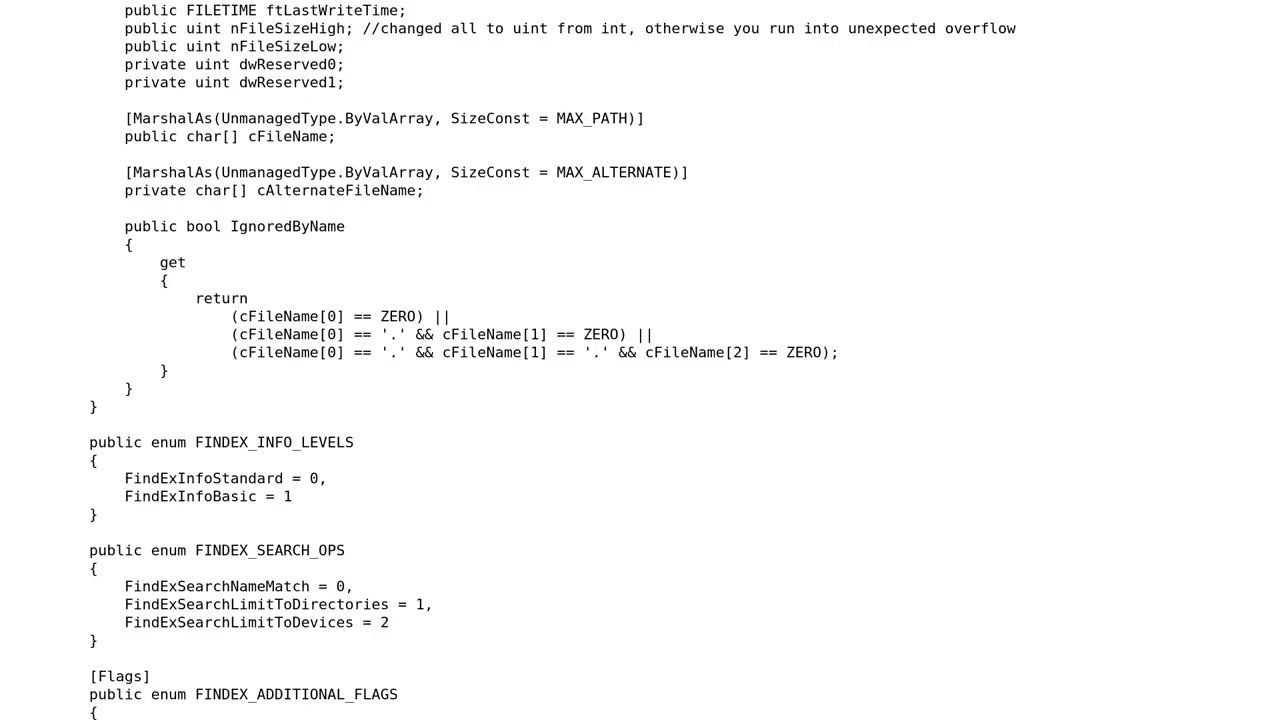 public FILETIME ftLastWriteTime;
public uint nFileSizeHigh; //changed all to uint from int, otherwise you run into unexpected overflow
public uint nFileSizeLow;
private uint dwReserved0;
private uint dwReserved1;
[MarshalAs(UnmanagedType.ByValArray, SizeConst = MAX_PATH)]
public char[] cFileName;
[MarshalAs(UnmanagedType.ByValArray, SizeConst = MAX_ALTERNATE)]
private char[] cAlternateFileName;
public bool IgnoredByName
{
get
{
return
(cFileName[0] == ZERO) ||
(cFileName[0] == '.' && cFileName[1] == ZERO) ||
(cFileName[0] == '.' && cFileName[1] == '.' && cFileName[2] == ZERO);
}
}
}
public enum FINDEX_INFO_LEVELS
{
FindExInfoStandard = 0,
FindExInfoBasic = 1
}
public enum FINDEX_SEARCH_OPS
{
FindExSearchNameMatch = 0,
FindExSearchLimitToDirectories = 1,
FindExSearchLimitToDevices = 2
}
[Flags]
public enum FINDEX_ADDITIONAL_FLAGS
{